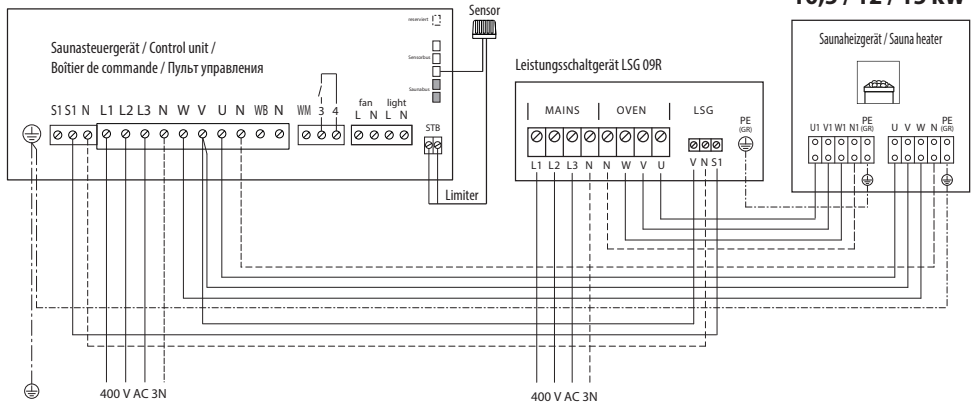 10,5 / 12 / 15 kW
Sensor
reserviert
Saunasteuergerät / Control unit /
Boîtier de commande / Пульт управления
Sensorbus
Saunabus
Saunaheizgerät / Sauna heater
Leistungsschaltgerät LSG 09R
S1 S1 N L1 L2 L3 N W V U N WB N WM 3 4
fan light
L N L N
STB
Limiter
MAINS OVEN LSG
PE
(GR)
L1 L2 L3 N N W V U V N S1
U1 V1 W1 N1 PE
(GR)
U V W N PE
(GR)
400 V AC 3N
400 V AC 3N